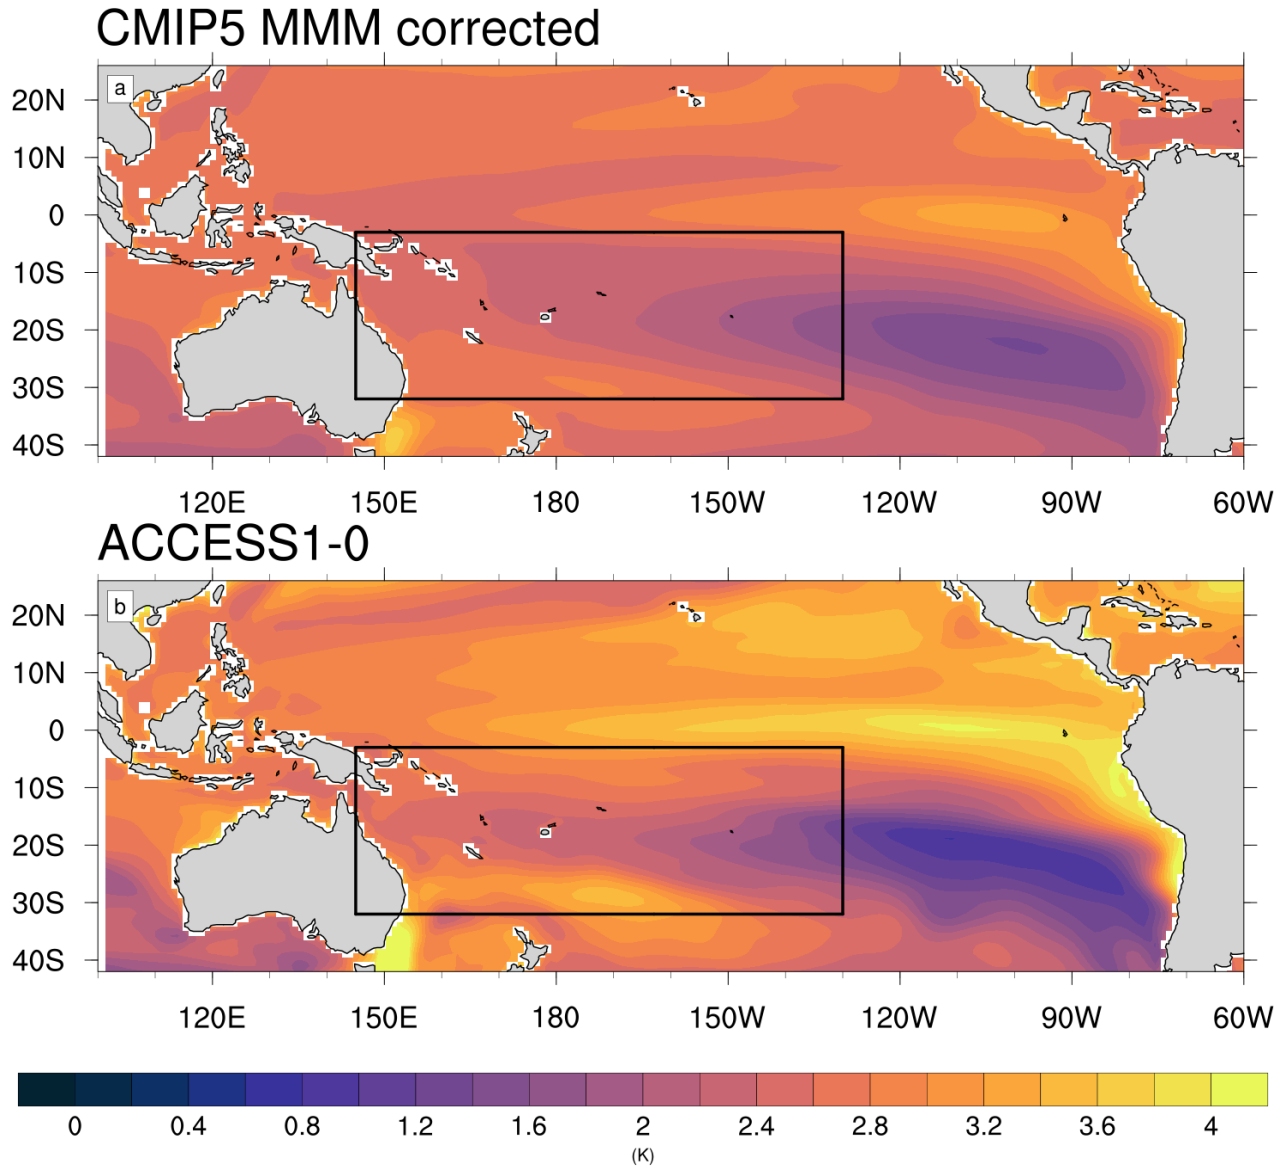 CMIP5 MMM corrected
a
20N
10N
0
10S
20S
30S
40S
120E 150E 180 150W 120W 90W 60W
ACCESS1-0
b
20N
10N
0
10S
20S
30S
40S
120E 150E 180 150W 120W 90W 60W
0 0.4 0.8 1.2 1.6 2 2.4 2.8 3.2 3.6 4
(K)